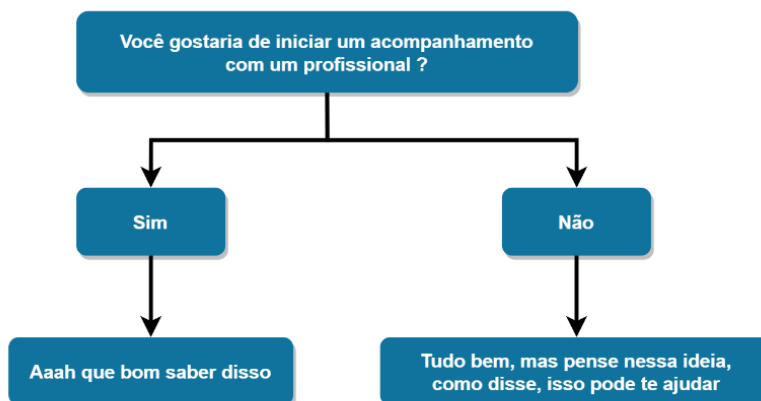 Você gostaria de iniciar um acompanhamento
com um profissional ?
Sim
Não
Aaah que bom saber disso
Tudo bem, mas pense nessa ideia,
como disse, isso pode te ajudar